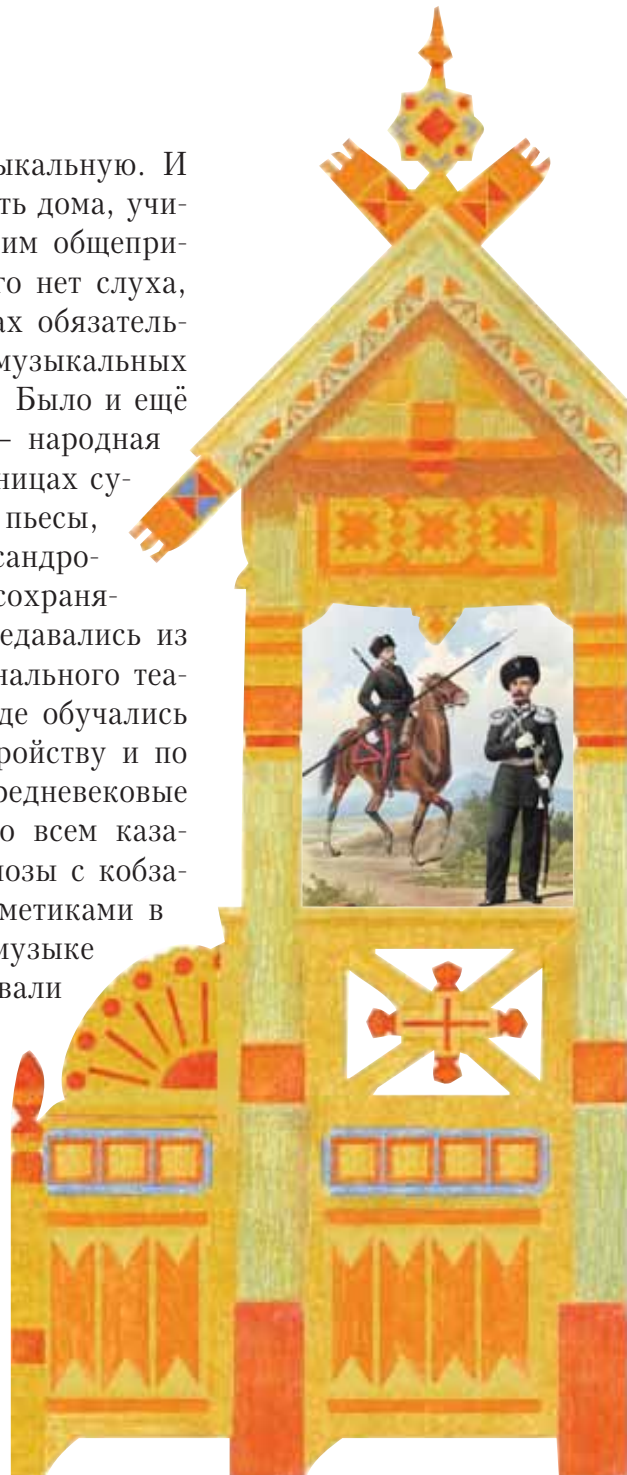 ыкальную. И
ть дома, учи-
им общепри-
го нет слуха,
ах обязатель-
музыкальных
Было и ещё
– народная
ницах су-
пьесы,
сандро-
сохраня-
едавались из
нального теа-
де обучались
ройству и по
редневековые
о всем каза-
озы с кобза-
метиками в
музыке
вали